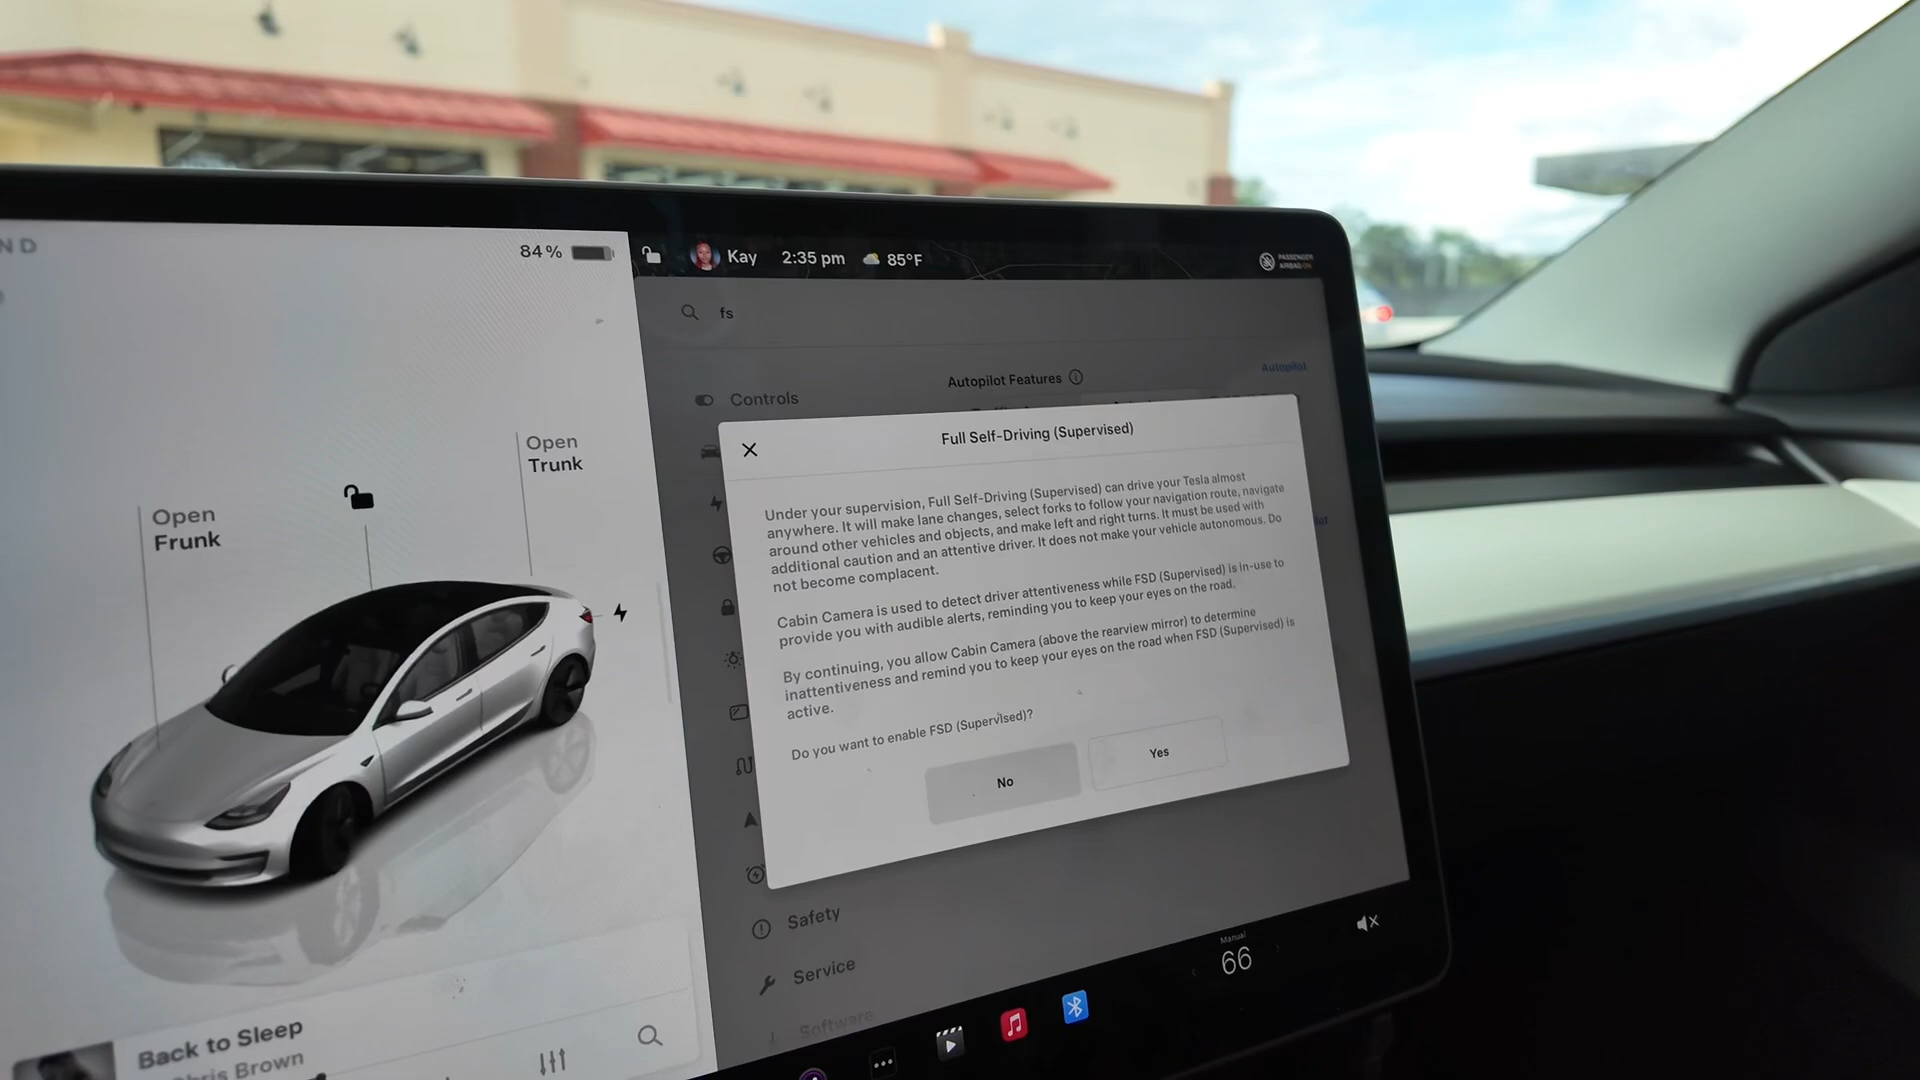 N D
84%
Kay
2:35 pm
85°F
PASSENGER
AIRBAG ON
fs
Autopilot Features
Autopilot
Controls
Open
Frunk
Open
Trunk
Full Self-Driving (Supervised)
Under your supervision, Full Self-Driving (Supervised) can drive your Tesla almost
anywhere. It will make lane changes, select forks to follow your navigation route, navigate
around other vehicles and objects, and make left and right turns. It must be used with
additional caution and an attentive driver. It does not make your vehicle autonomous. Do
not become complacent.
Cabin Camera is used to detect driver attentiveness while FSD (Supervised) is in-use to
provide you with audible alerts, reminding you to keep your eyes on the road.
By continuing, you allow Cabin Camera (above the rearview mirror) to determine
inattentiveness and remind you to keep your eyes on the road when FSD (Supervised) is
active.
Do you want to enable FSD (Supervised)?
No
Yes
Safety
Service
Software
Manual
66
Back to Sleep
Chris Brown